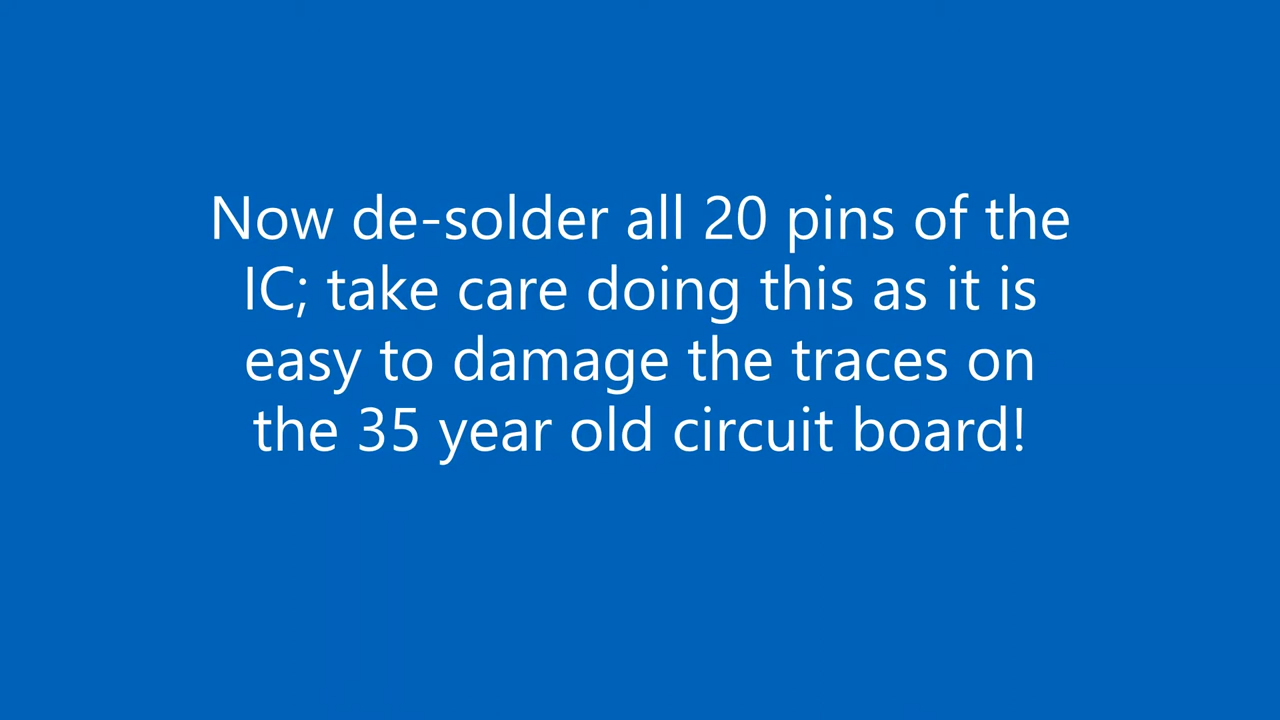 Now de-solder all 20 pins of the
IC; take care doing this as it is
easy to damage the traces on
the 35 year old circuit board!